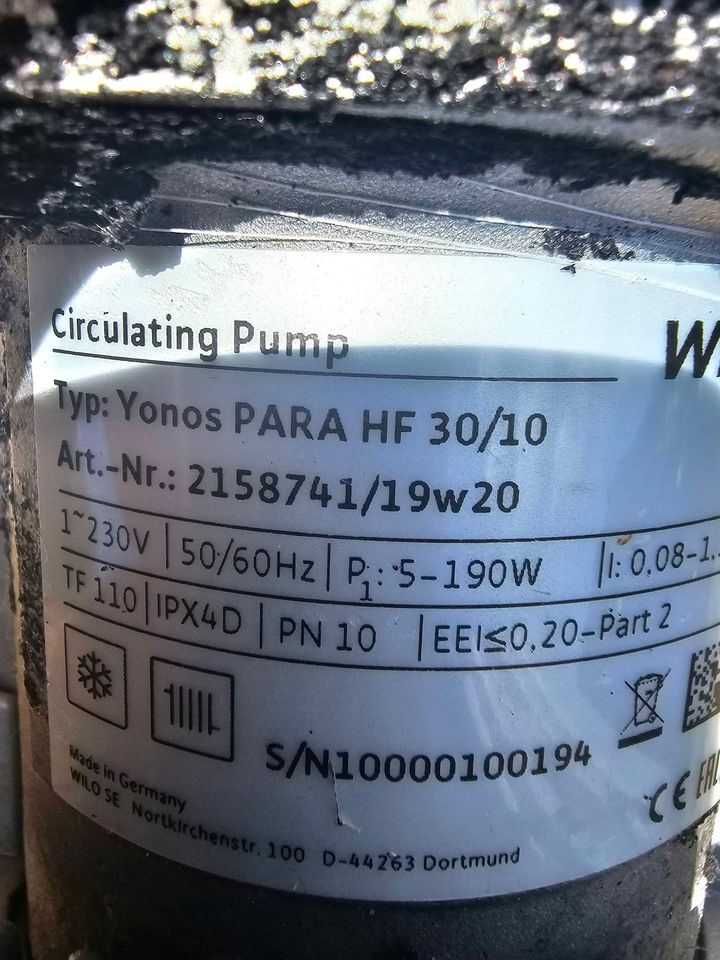 Circulating Pump
Typ: Yonos PARA HF 30/10
Art.-Nr.: 2158741/19w20
1~230V | 50/60Hz | P₁: 5-190W | I: 0,08-1.
TF 110 | IPX4D | PN 10 | EEI≤0,20-Part 2
S/N10000100194
CE EAC
Made in Germany
WILO SE Nortkirchenstr. 100 D-44263 Dortmund